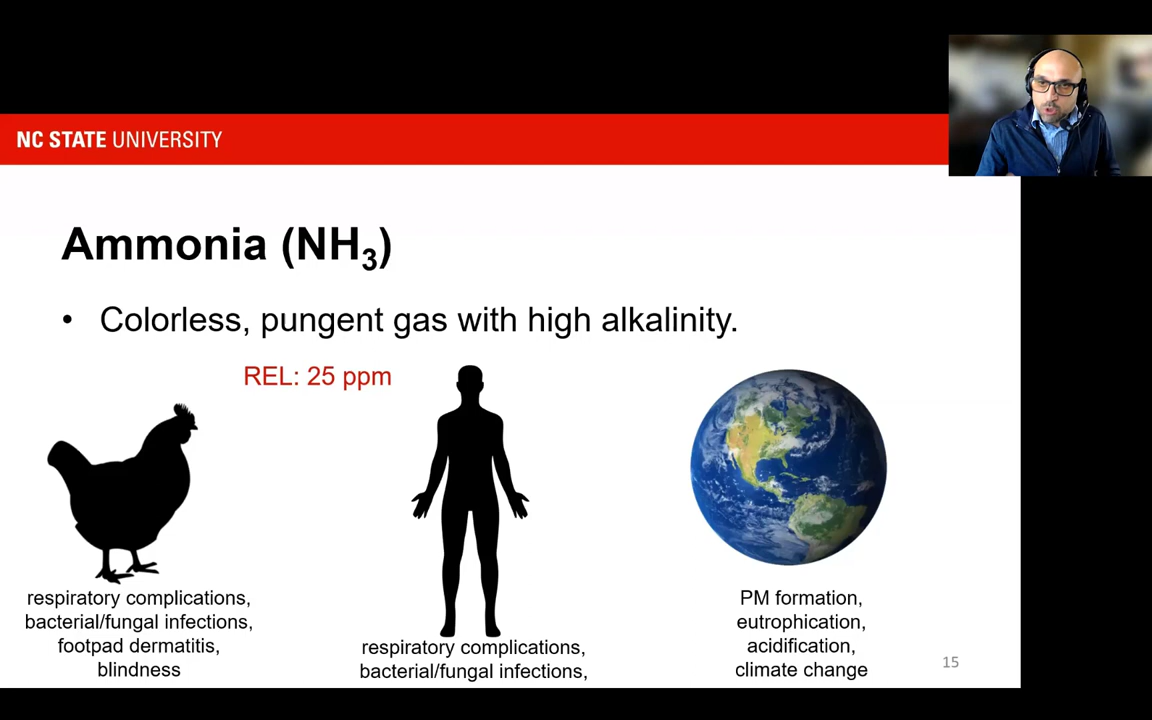 NC STATE UNIVERSITY
Ammonia (NH₃)
• Colorless, pungent gas with high alkalinity.
REL: 25 ppm
respiratory complications,
bacterial/fungal infections,
footpad dermatitis,
blindness
respiratory complications,
bacterial/fungal infections,
PM formation,
eutrophication,
acidification,
climate change
15